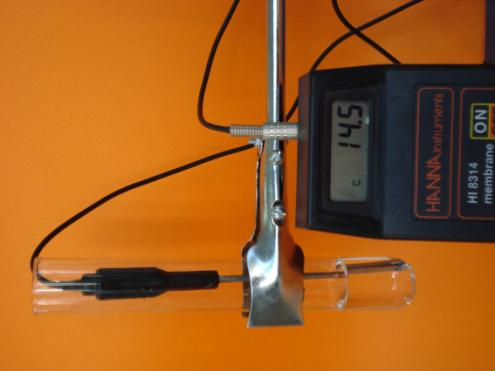 14.5
°C
HANNA instruments
HI 8314
membrane
ON